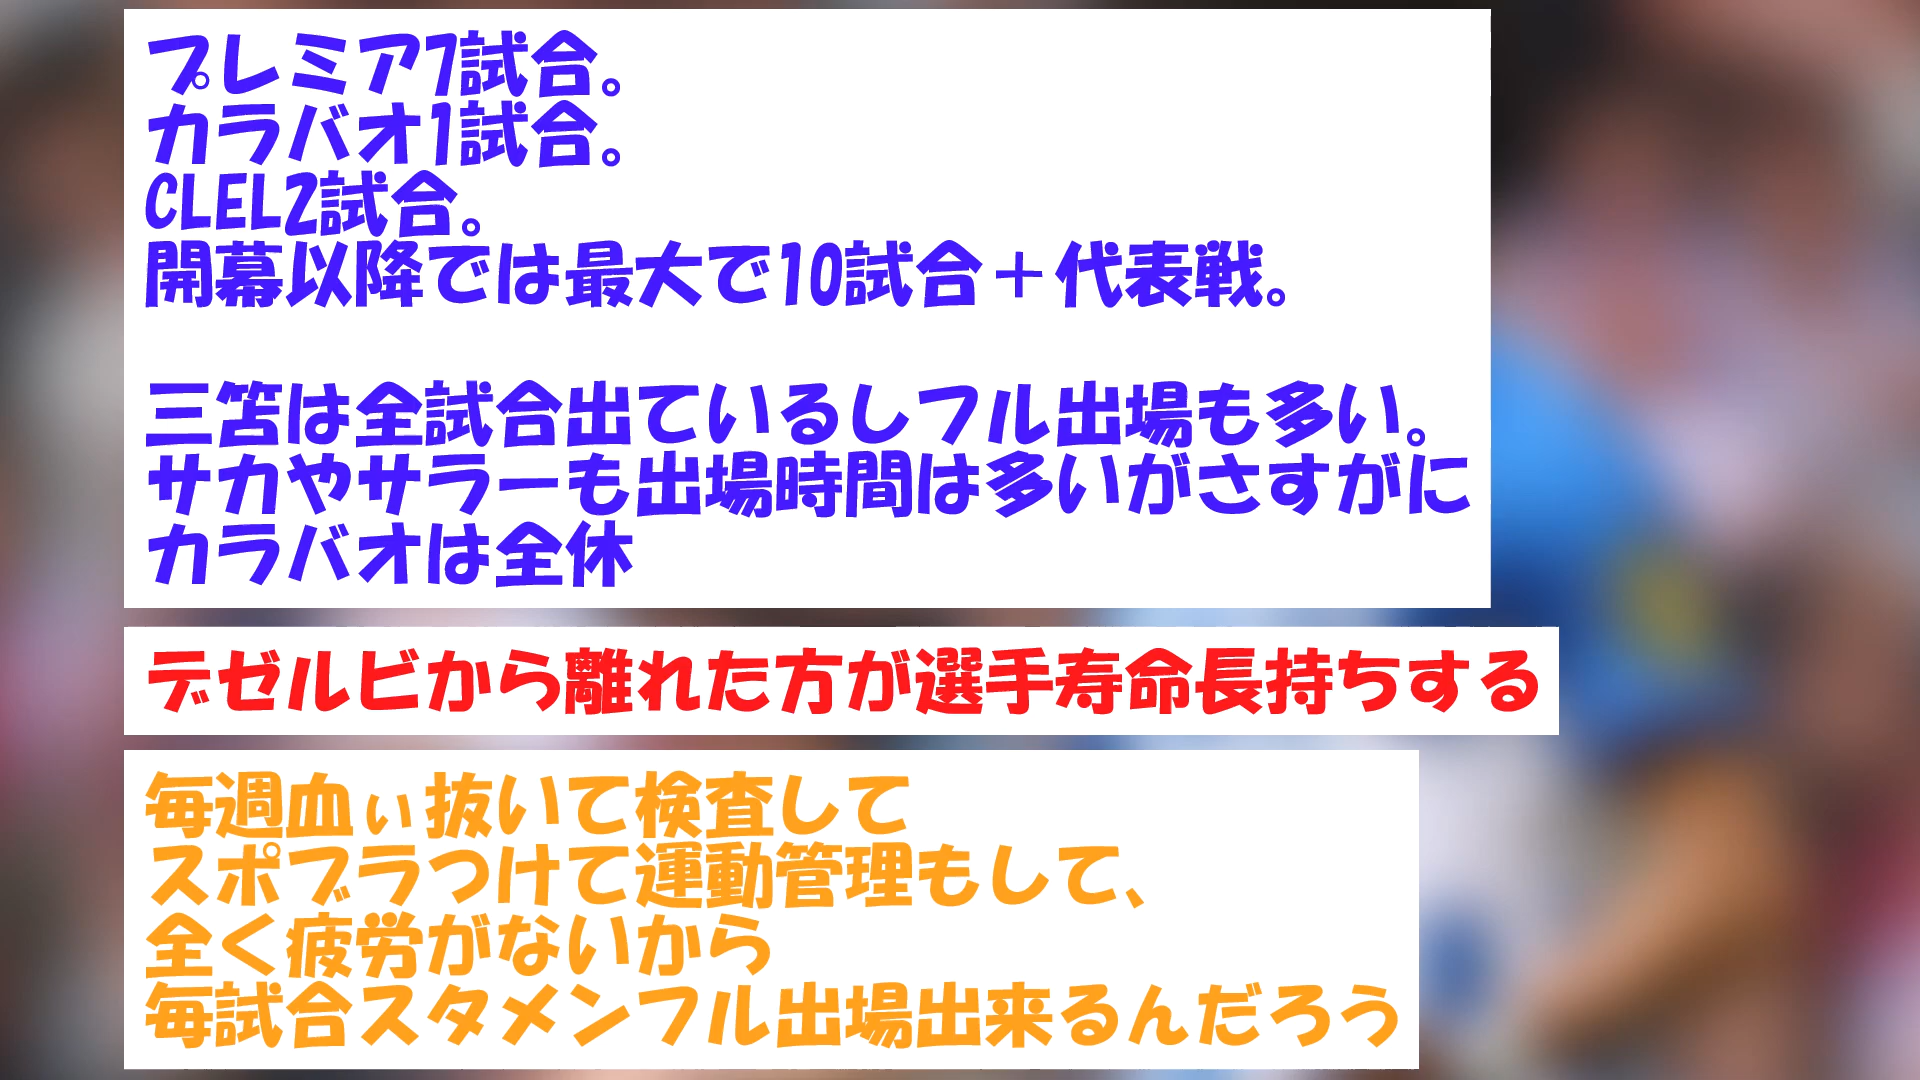 プレミア7試合。
カラバオ1試合。
CLEL2試合。
開幕以降では最大で10試合＋代表戦。
三笘は全試合出ているしフル出場も多い。
サカやサラーも出場時間は多いがさすがに
カラバオは全休
デゼルビから離れた方が選手寿命長持ちする
毎週血ぃ抜いて検査して
スポブラつけて運動管理もして、
全く疲労がないから
毎試合スタメンフル出場出来るんだろう